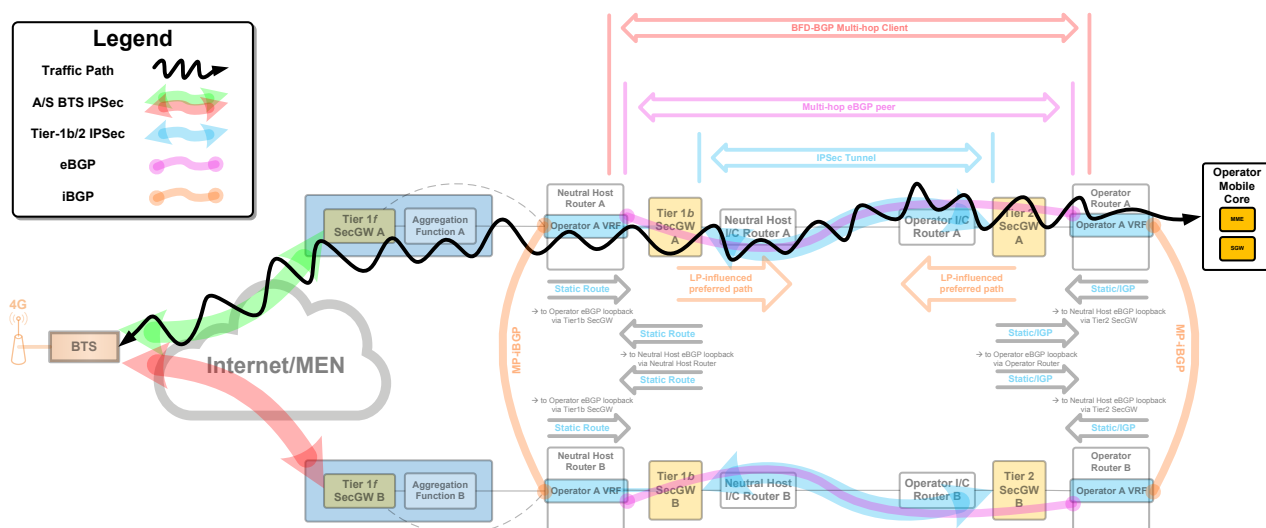 Legend
Traffic Path
A/S BTS IPSec
Tier-1b/2 IPSec
eBGP
iBGP
BFD-BGP Multi-hop Client
Multi-hop eBGP peer
IPSec Tunnel
Neutral Host
Router A
Operator A VRF
Tier 1f
SecGW A
Aggregation
Function A
Tier 1b
SecGW
A
Neutral Host
I/C Router A
Operator I/C
Router A
Tier 2
SecGW
A
Operator
Router A
Operator A VRF
Operator
Mobile
Core
MME
SGW
Static Route
→ to Operator eBGP loopback
via Tier1b SecGW
LP-influenced
preferred path
LP-influenced
preferred path
Static/IGP
→ to Neutral Host eBGP loopback
via Tier2 SecGW
Static Route
→ to Neutral Host eBGP loopback
via Neutral Host Router
Static Route
Static/IGP
→ to Operator eBGP loopback
via Operator Router
Static/IGP
→ to Operator eBGP loopback
via Tier1b SecGW
Static Route
→ to Neutral Host eBGP loopback
via Tier2 SecGW
Static/IGP
MP-iBGP
MP-iBGP
4G
BTS
Internet/MEN
Tier 1f
SecGW B
Aggregation
Function B
Neutral Host
Router B
Operator A VRF
Tier 1b
SecGW
B
Neutral Host
I/C Router B
Operator I/C
Router B
Tier 2
SecGW
B
Operator
Router B
Operator A VRF